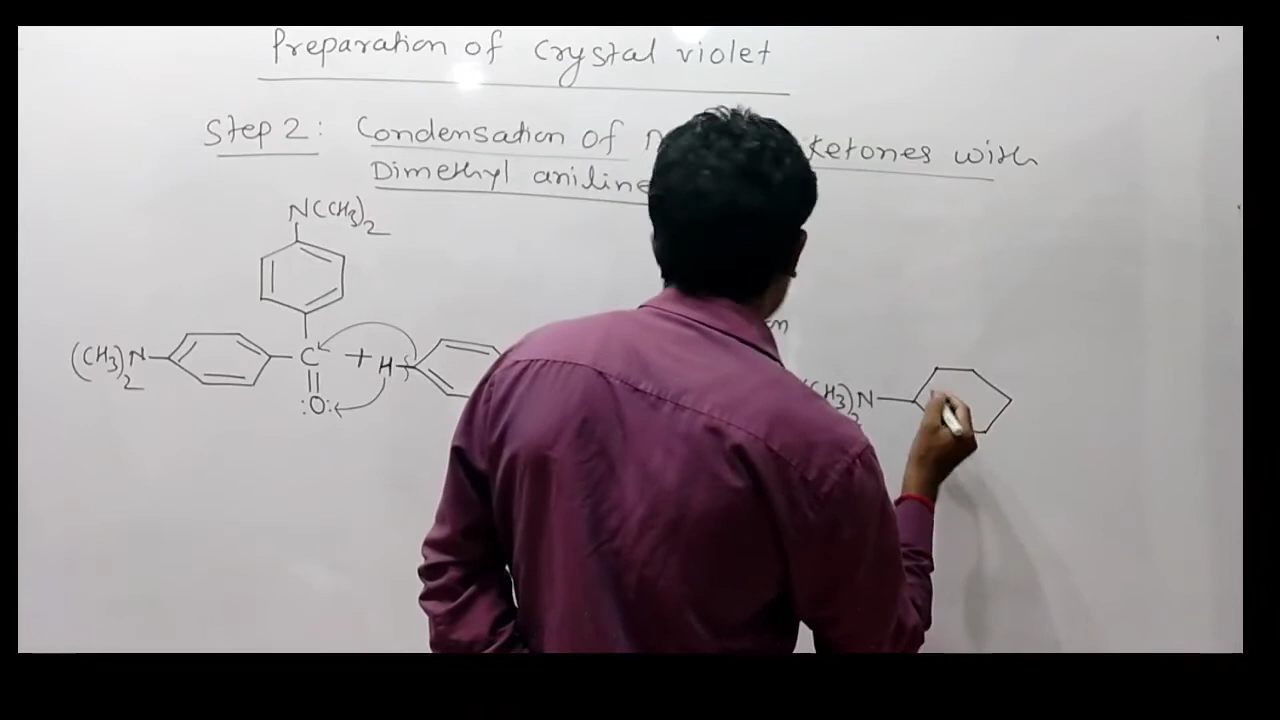 Preparation of Crystal violet
Step 2: Condensation of ketones with
Dimethyl aniline
N(CH3)2
(CH3)2N C + H
:O:
(CH3)2N